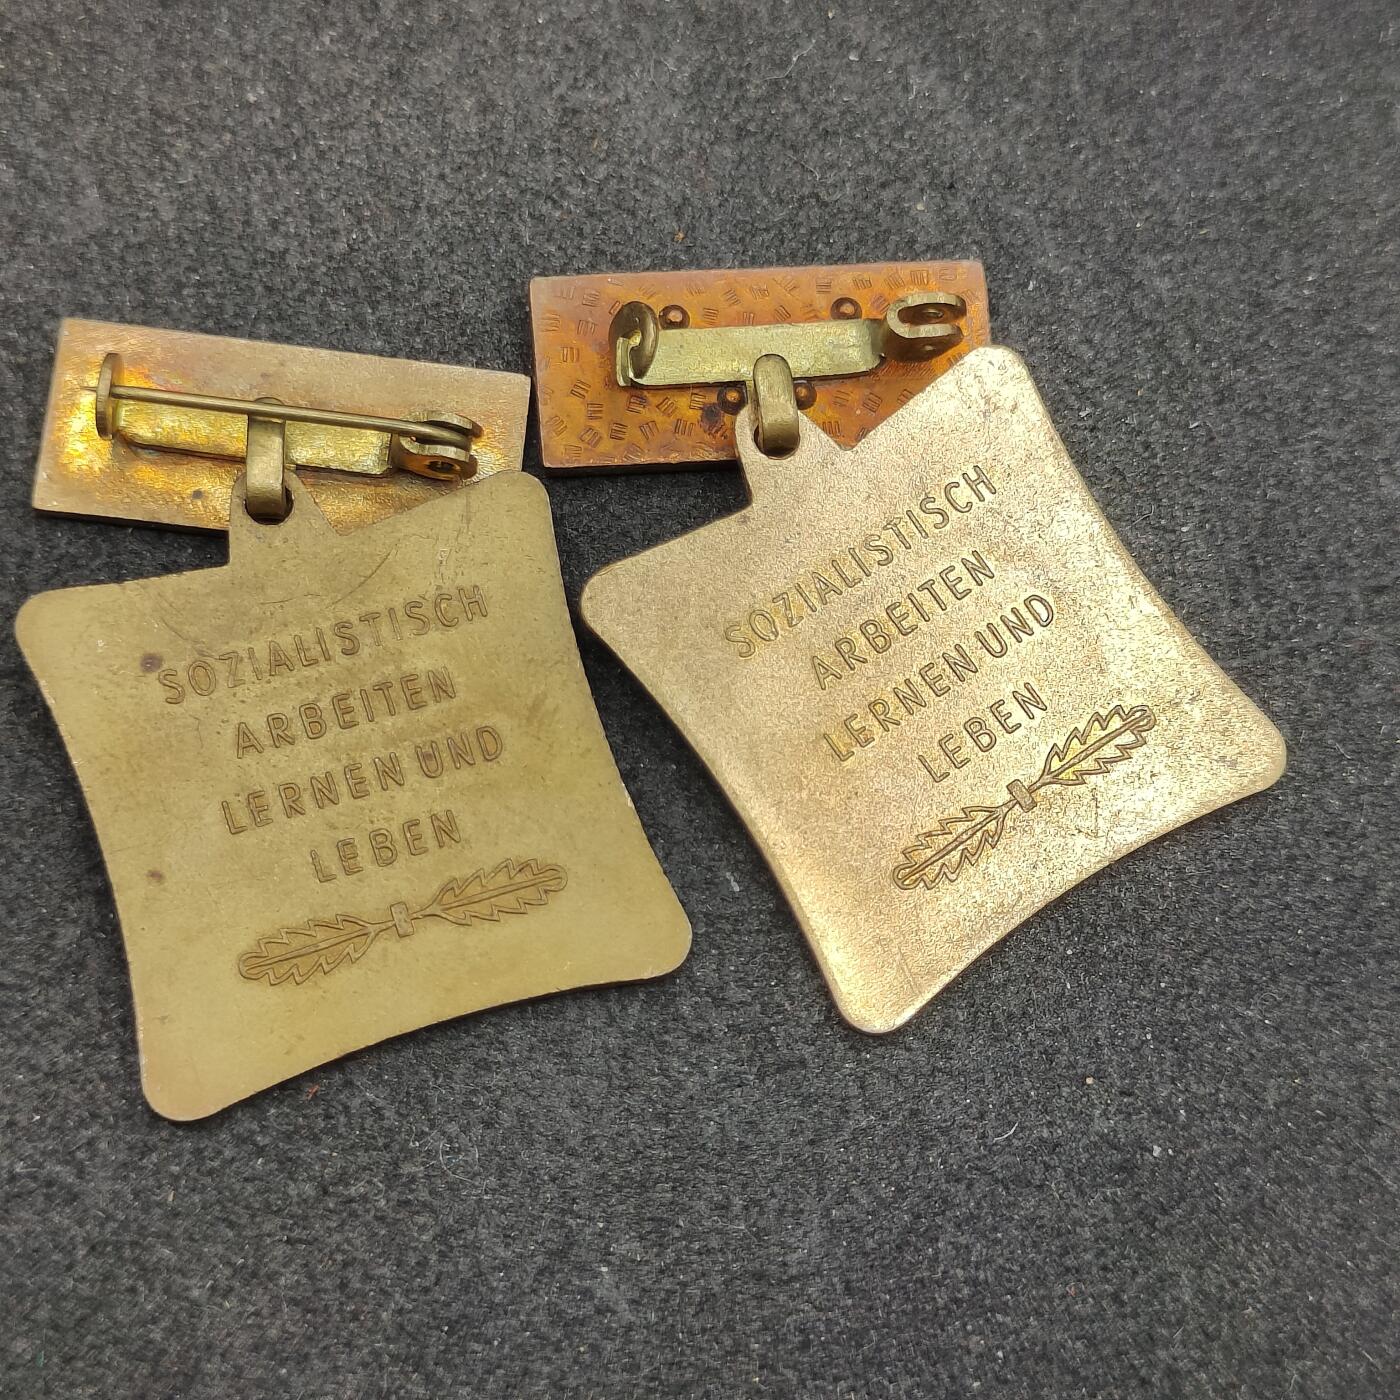 SOZIALISTISCH
ARBEITEN
LERNEN UND
LEBEN
SOZIALISTISCH
ARBEITEN
LERNEN UND
LEBEN